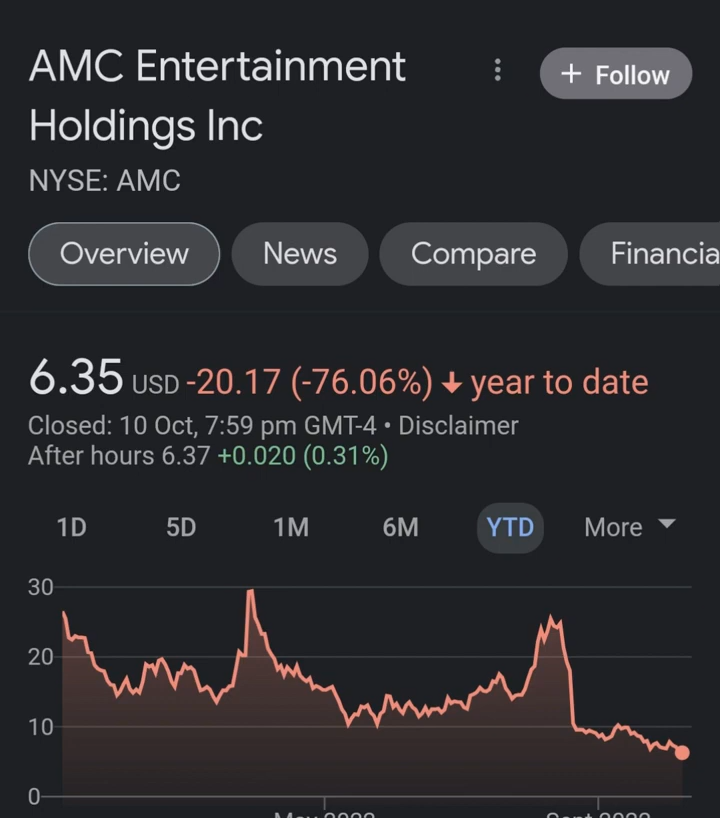 AMC Entertainment
Holdings Inc
+ Follow
NYSE: AMC
Overview
News
Compare
Financia
6.35 USD -20.17 (-76.06%) ↓ year to date
Closed: 10 Oct, 7:59 pm GMT-4 • Disclaimer
After hours 6.37 +0.020 (0.31%)
1D 5D 1M 6M YTD More
30
20
10
0